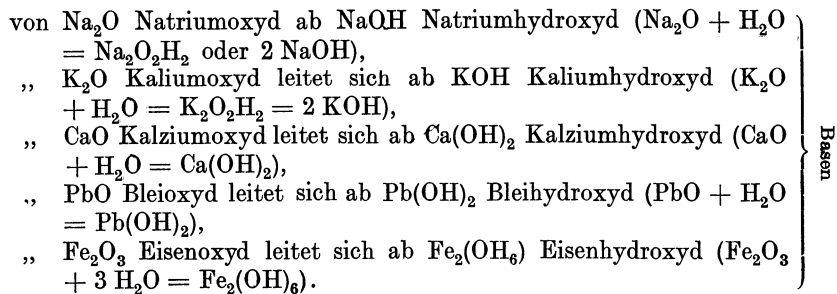 von Na₂O Natriumoxyd ab NaOH Natriumhydroxyd (Na₂O + H₂O
= Na₂O₂H₂ oder 2 NaOH),
„ K₂O Kaliumoxyd leitet sich ab KOH Kaliumhydroxyd (K₂O
+ H₂O = K₂O₂H₂ = 2 KOH),
„ CaO Kalziumoxyd leitet sich ab Ca(OH)₂ Kalziumhydroxyd (CaO
+ H₂O = Ca(OH)₂),
„ PbO Bleioxyd leitet sich ab Pb(OH)₂ Bleihydroxyd (PbO + H₂O
= Pb(OH)₂),
„ Fe₂O₃ Eisenoxyd leitet sich ab Fe₂(OH₆) Eisenhydroxyd (Fe₂O₃
+ 3 H₂O = Fe₂(OH)₆).
Basen